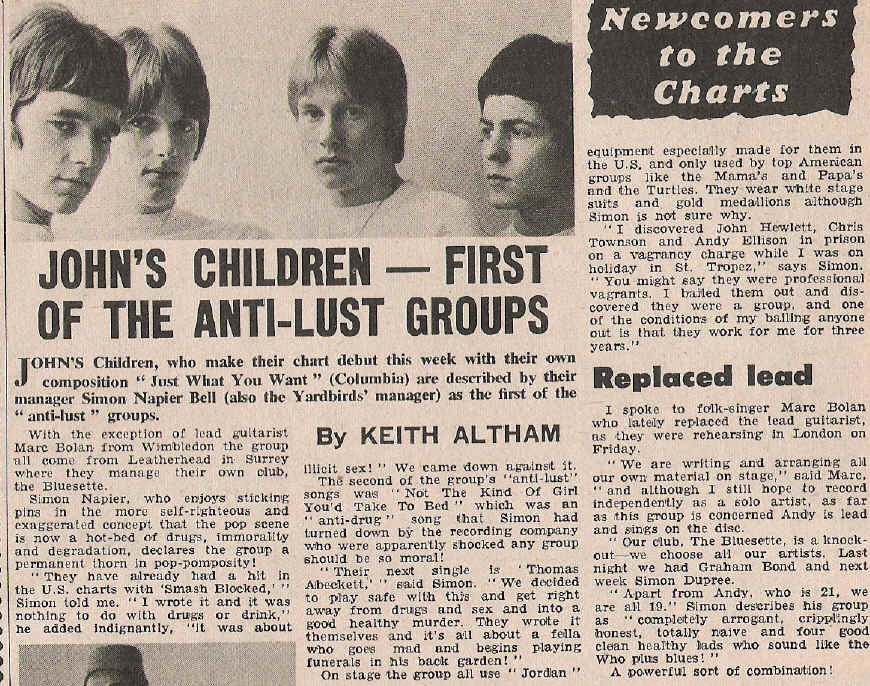 Newcomers
to the
Charts
JOHN'S CHILDREN — FIRST
OF THE ANTI-LUST GROUPS
JOHN'S Children, who make their chart debut this week with their own
composition " Just What You Want " (Columbia) are described by their
manager Simon Napier Bell (also the Yardbirds' manager) as the first of the
" anti-lust " groups.
By KEITH ALTHAM
With the exception of lead guitarist
Marc Bolan from Wimbledon the group
all come from Leatherhead in Surrey
where they manage their own club,
the Bluesette.
Simon Napier, who enjoys sticking
pins in the more self-righteous and
exaggerated concept that the pop scene
is now a hot-bed of drugs, immorality
and degradation, declares the group a
permanent thorn in pop-pomposity!
" They have already had a hit in
the U.S. charts with 'Smash Blocked,' "
Simon told me. " I wrote it and it was
nothing to do with drugs or drink,"
he added indignantly, "it was about
illicit sex! " We came down against it.
The second of the group's "anti-lust"
songs was " Not The Kind Of Girl
You'd Take To Bed " which was an
" anti-drug " song that Simon had
turned down by the recording company
who were apparently shocked any group
should be so moral!
" Their next single is 'Thomas
Abeckett,' " said Simon. " We decided
to play safe with this and get right
away from drugs and sex and into a
good healthy murder. They wrote it
themselves and it's all about a fella
who goes mad and begins playing
funerals in his back garden! "
On stage the group all use " Jordan "
equipment especially made for them in
the U.S. and only used by top American
groups like the Mama's and Papa's
and the Turtles. They wear white stage
suits and gold medallions although
Simon is not sure why.
" I discovered John Hewlett, Chris
Townson and Andy Ellison in prison
on a vagrancy charge while I was on
holiday in St. Tropez," says Simon.
" You might say they were professional
vagrants. I bailed them out and dis-
covered they were a group, and one
of the conditions of my bailing anyone
out is that they work for me for three
years."
Replaced lead
I spoke to folk-singer Marc Bolan
who lately replaced the lead guitarist,
as they were rehearsing in London on
Friday.
" We are writing and arranging all
our own material on stage," said Marc,
" and although I still hope to record
independently as a solo artist, as far
as this group is concerned Andy is lead
and sings on the disc.
" Our club, The Bluesette, is a knock-
out—we choose all our artists. Last
night we had Graham Bond and next
week Simon Dupree.
" Apart from Andy, who is 21, we
are all 19." Simon describes his group
as " completely arrogant, cripplingly
honest, totally naive and four good
clean healthy lads who sound like the
Who plus blues! "
A powerful sort of combination!